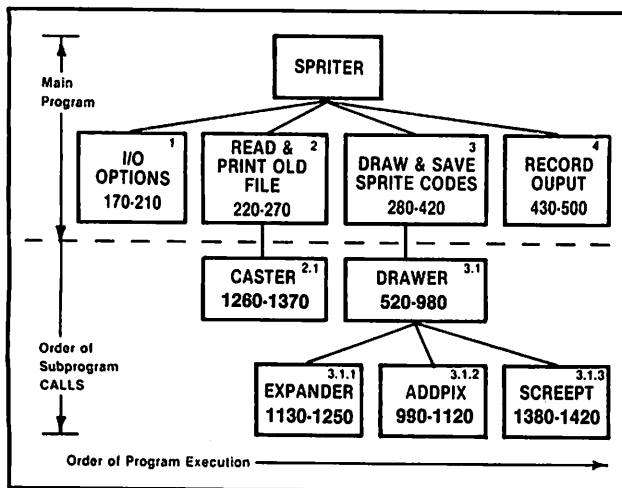 SPRITER
Main
Program
1
I/O
OPTIONS
170-210
2
READ &
PRINT OLD
FILE
220-270
3
DRAW & SAVE
SPRITE CODES
280-420
4
RECORD
OUPUT
430-500
2.1
CASTER
1260-1370
3.1
DRAWER
520-980
Order of
Subprogram
CALLS
3.1.1
EXPANDER
1130-1250
3.1.2
ADDPIX
990-1120
3.1.3
SCREEPT
1380-1420
Order of Program Execution